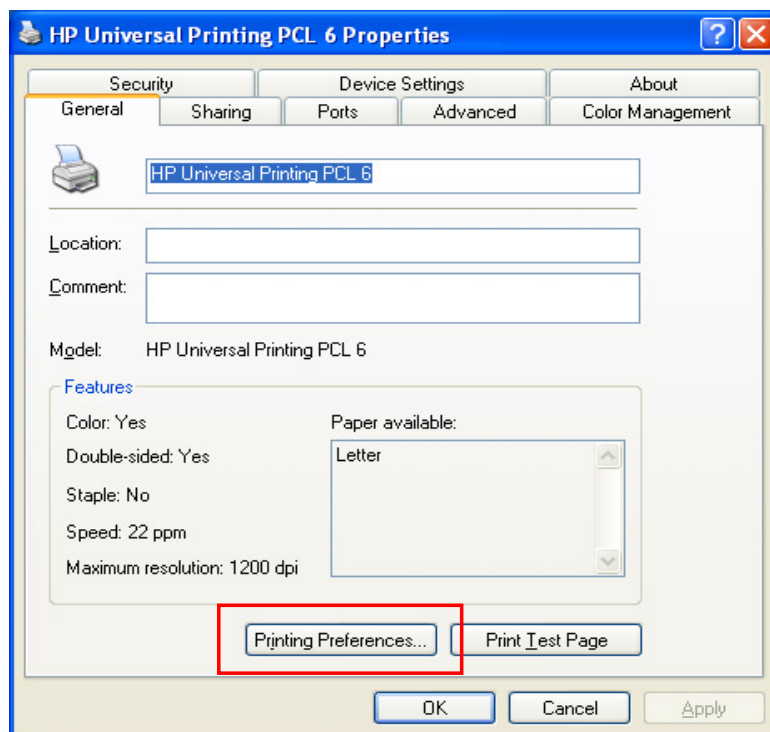 HP Universal Printing PCL 6 Properties
?
Security Device Settings About
General Sharing Ports Advanced Color Management
HP Universal Printing PCL 6
Location:
Comment:
Model: HP Universal Printing PCL 6
Features
Color: Yes
Paper available:
Double-sided: Yes
Letter
Staple: No
Speed: 22 ppm
Maximum resolution: 1200 dpi
Printing Preferences... Print Test Page
OK Cancel Apply